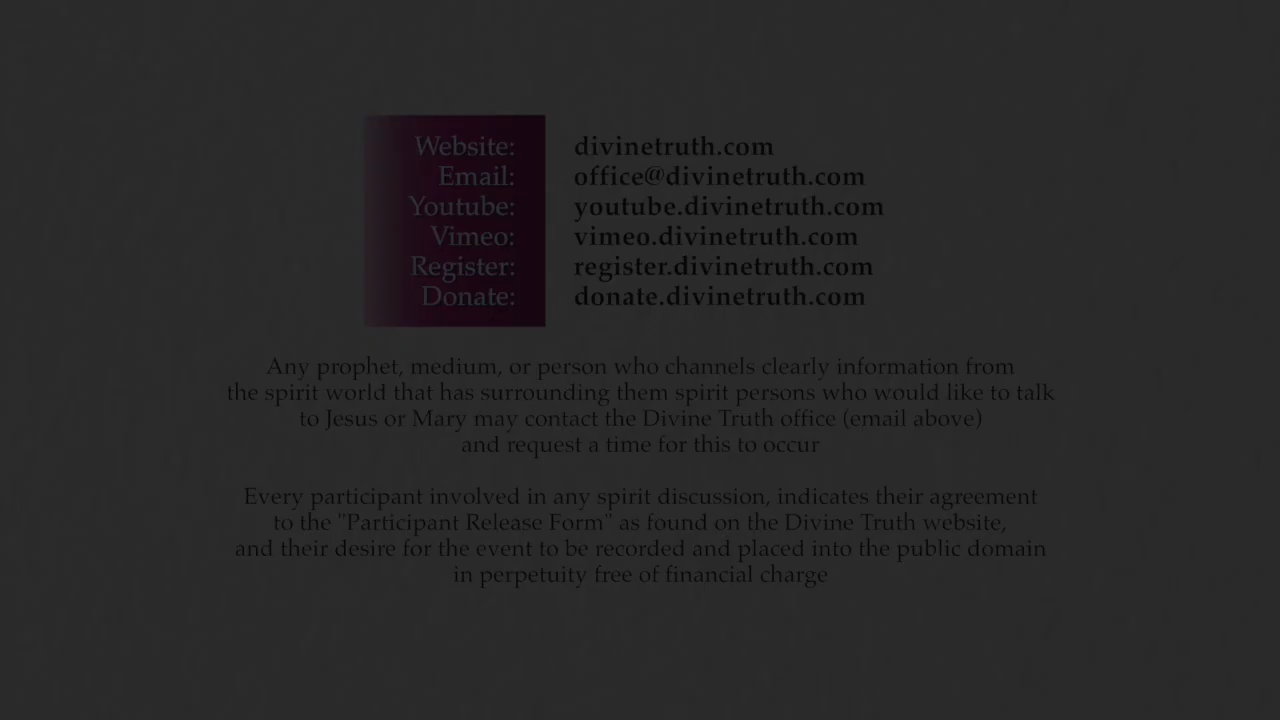 Website: divinetruth.com
Email: office@divinetruth.com
Youtube: youtube.divinetruth.com
Vimeo: vimeo.divinetruth.com
Register: register.divinetruth.com
Donate: donate.divinetruth.com
Any prophet, medium, or person who channels clearly information from
the spirit world that has surrounding them spirit persons who would like to talk
to Jesus or Mary may contact the Divine Truth office (email above)
and request a time for this to occur
Every participant involved in any spirit discussion, indicates their agreement
to the "Participant Release Form" as found on the Divine Truth website,
and their desire for the event to be recorded and placed into the public domain
in perpetuity free of financial charge